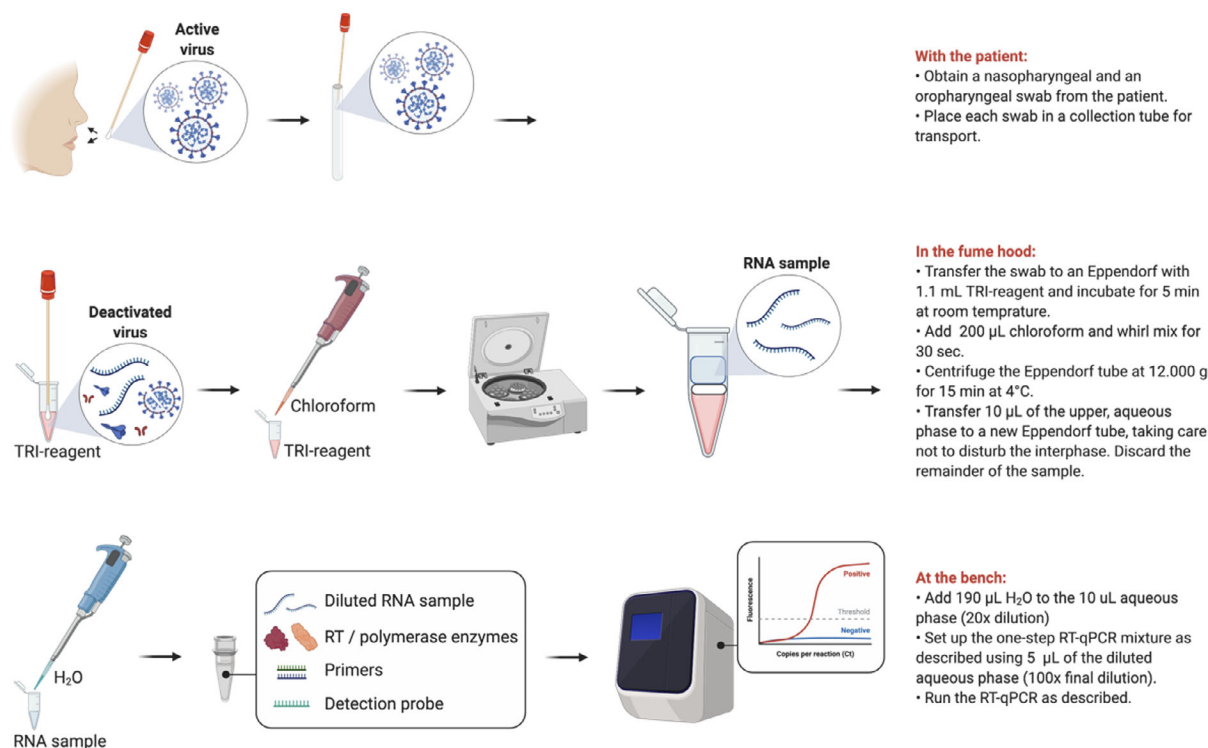 Active
virus
With the patient:
• Obtain a nasopharyngeal and an
oropharyngeal swab from the patient.
• Place each swab in a collection tube for
transport.
Deactivated
virus
TRI-reagent
Chloroform
TRI-reagent
RNA sample
In the fume hood:
• Transfer the swab to an Eppendorf with
1.1 mL TRI-reagent and incubate for 5 min
at room temprature.
• Add 200 µL chloroform and whirl mix for
30 sec.
• Centrifuge the Eppendorf tube at 12.000 g
for 15 min at 4°C.
• Transfer 10 µL of the upper, aqueous
phase to a new Eppendorf tube, taking care
not to disturb the interphase. Discard the
remainder of the sample.
H₂O
RNA sample
Diluted RNA sample
RT / polymerase enzymes
Primers
Detection probe
Fluorescence
Positive
Threshold
Negative
Copies per reaction (Ct)
At the bench:
• Add 190 µL H₂O to the 10 uL aqueous
phase (20x dilution)
• Set up the one-step RT-qPCR mixture as
described using 5 µL of the diluted
aqueous phase (100x final dilution).
• Run the RT-qPCR as described.